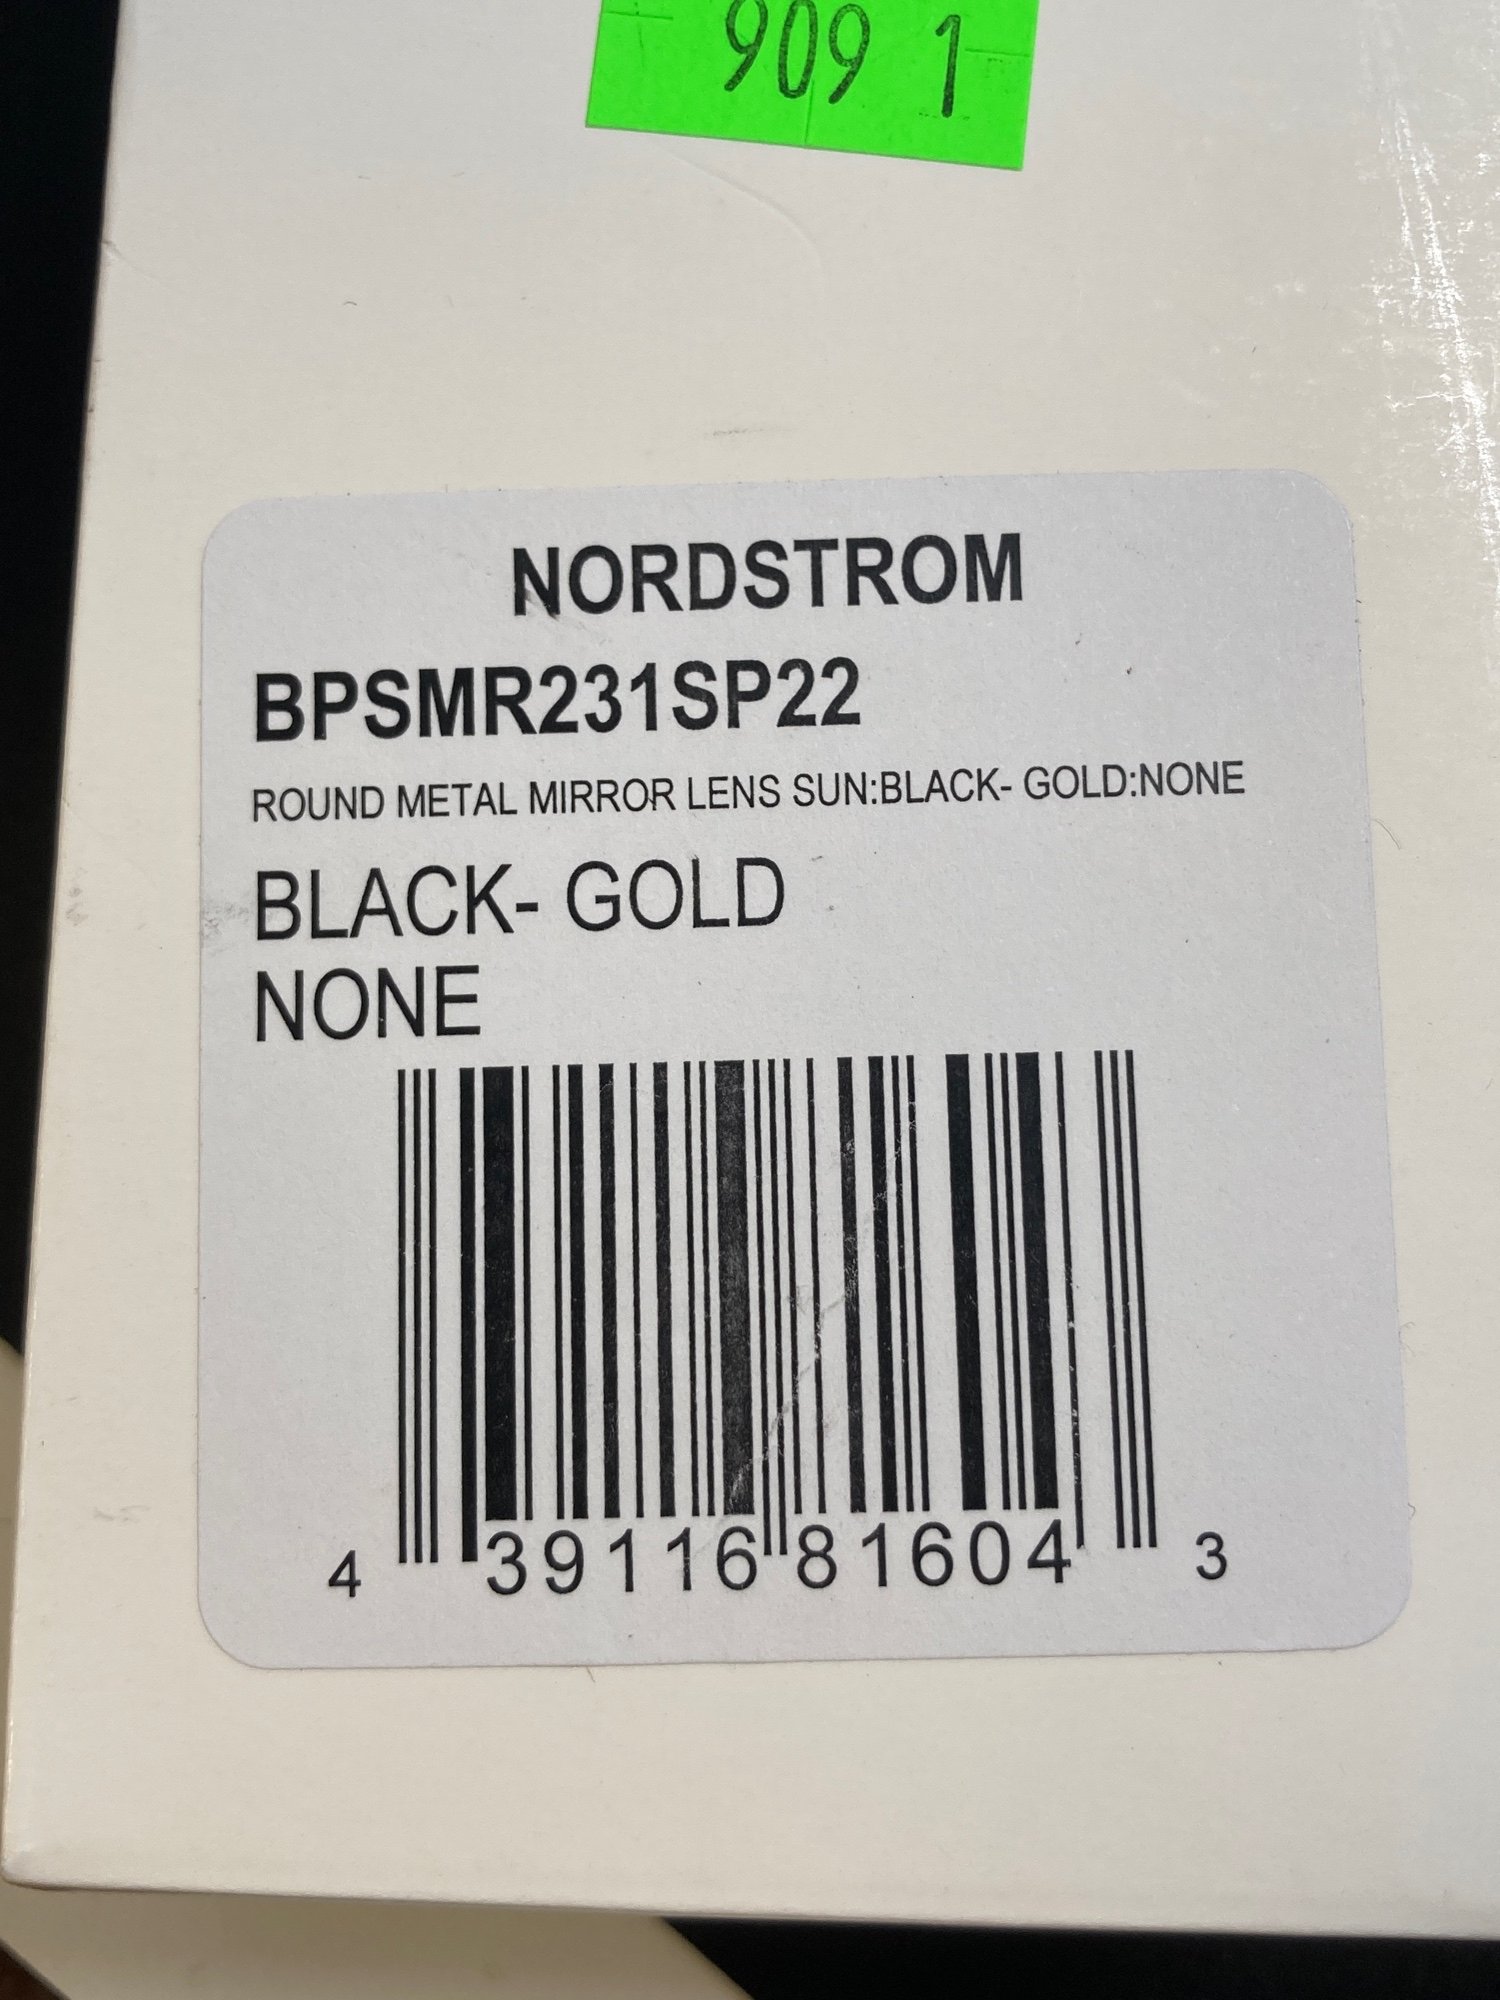 909 1
NORDSTROM
BPSMR231SP22
ROUND METAL MIRROR LENS SUN:BLACK- GOLD:NONE
BLACK- GOLD
NONE
4 39116 81604 3